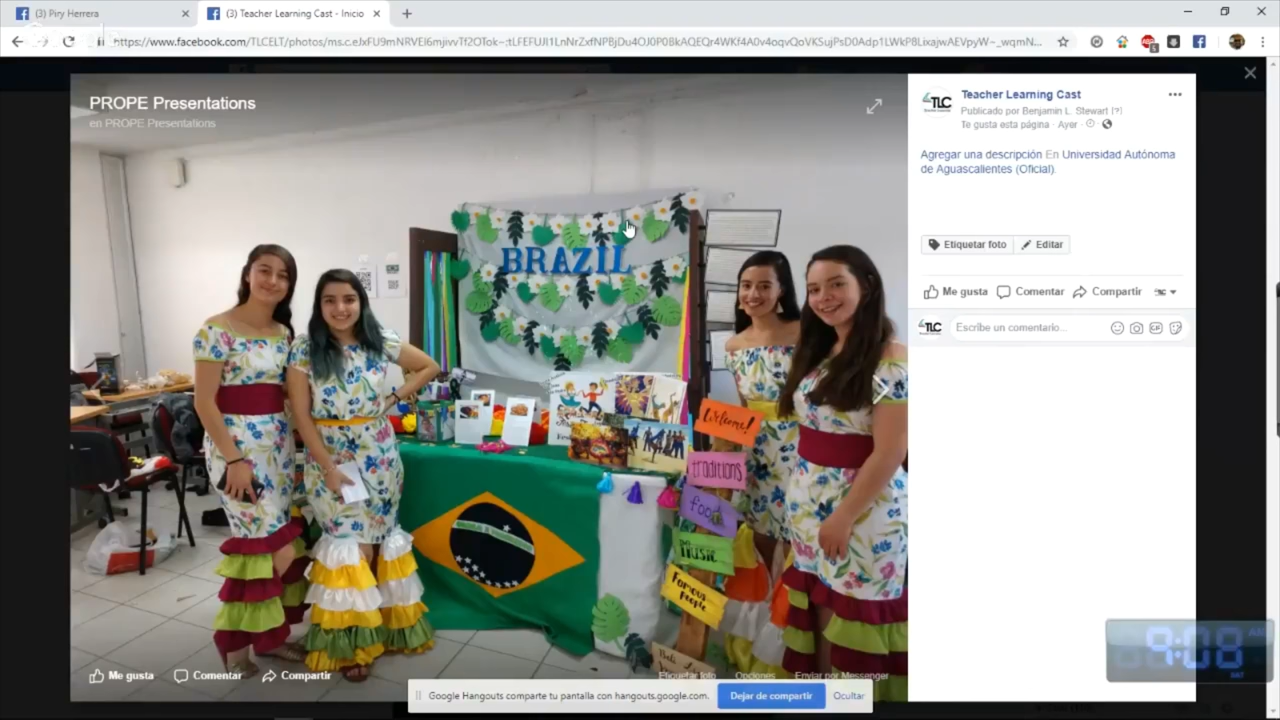 (3) Piry Herrera
(3) Teacher Learning Cast - Inicio
https://www.facebook.com/TLCELT/photos/ms.c.eJxFU9mNRVEI6mjivvTf2OTok~;tLFEFUJI1LnNrZxfNPBjDu4OJ0P0BkAQEQr4WKf4A0v4oqvQoVKSujPsD0Adp1LWkP8LixajwAEVpyW~_wqmN...
PROPE Presentations
en PROPE Presentations
Teacher Learning Cast
Publicado por Benjamin L. Stewart [?]
Te gusta esta página · Ayer ·
Agregar una descripción En Universidad Autónoma
de Aguascalientes (Oficial).
Etiquetar foto
Editar
Me gusta
Comentar
Compartir
TLC
Escribe un comentario...
GIF
BRAZIL
Welcome!
traditions
food
Music
Famous
People
Me gusta
Comentar
Compartir
Etiquetar foto
Opciones
Enviar por Messenger
Google Hangouts comparte tu pantalla con hangouts.google.com.
Dejar de compartir
Ocultar
9:08